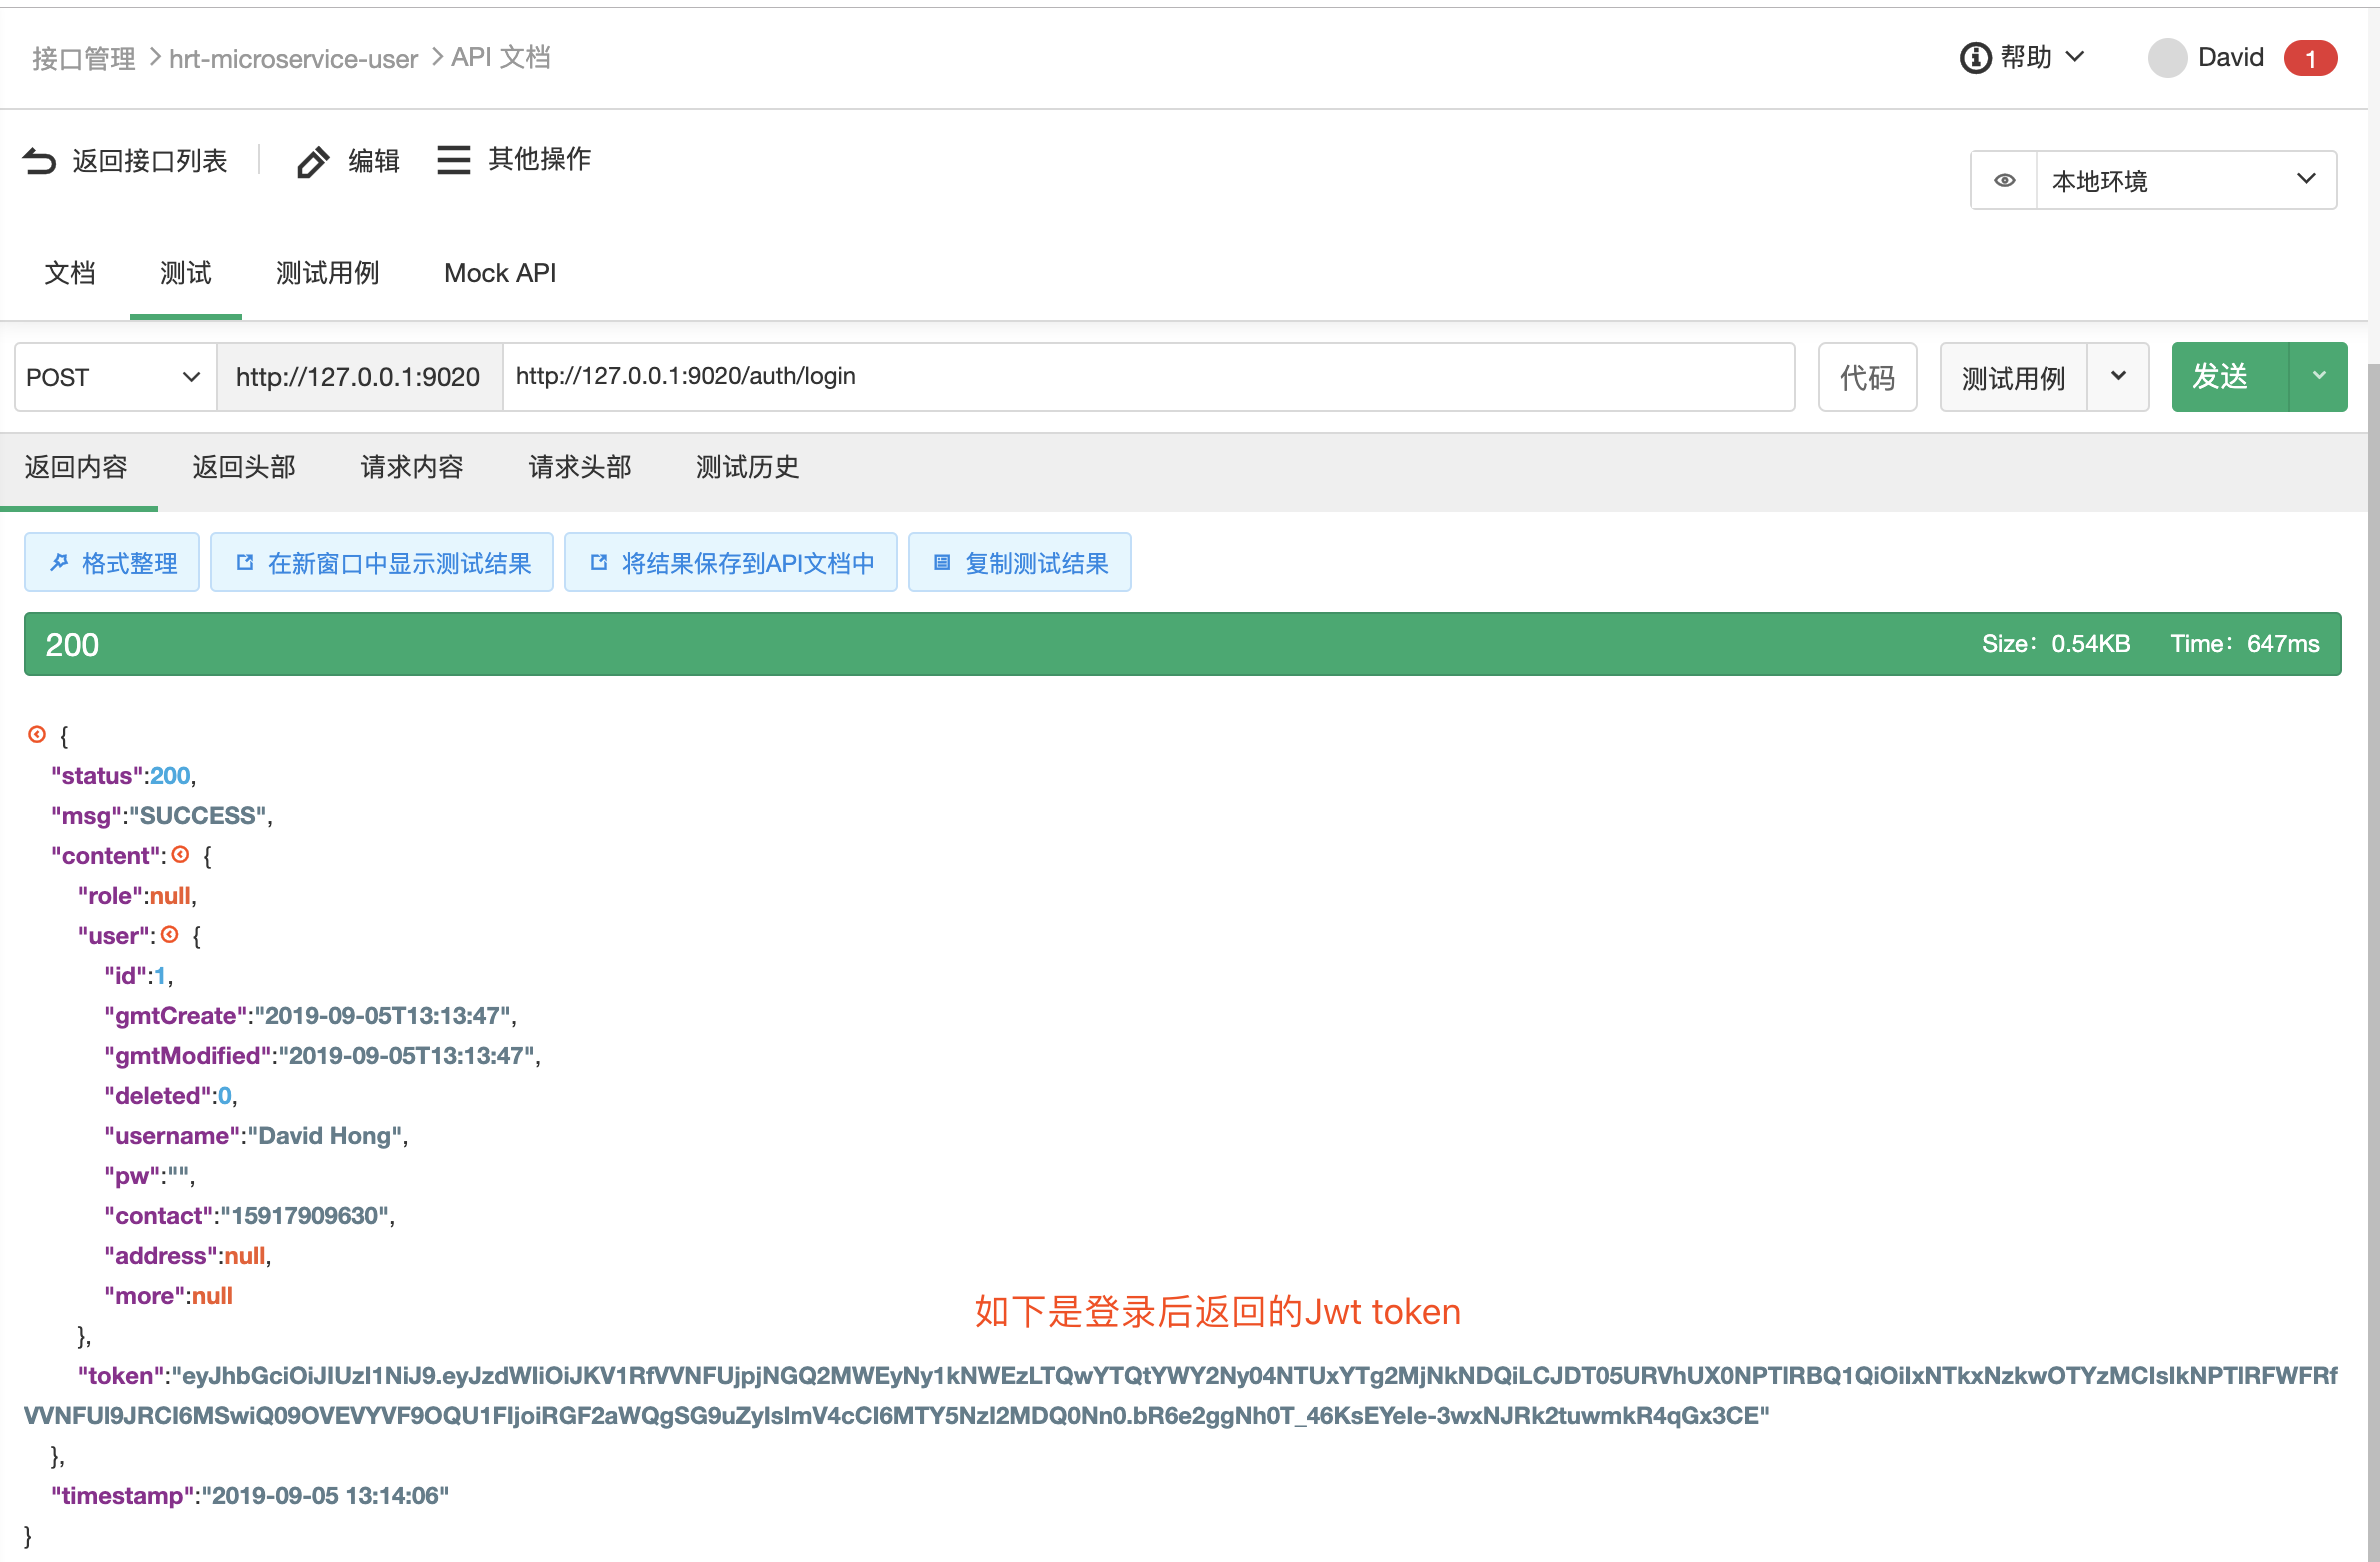 接口管理 > hrt-microservice-user > API 文档
帮助
David
1
返回接口列表
编辑
其他操作
本地环境
文档
测试
测试用例
Mock API
POST
http://127.0.0.1:9020
http://127.0.0.1:9020/auth/login
代码
测试用例
发送
返回内容
返回头部
请求内容
请求头部
测试历史
格式整理
在新窗口中显示测试结果
将结果保存到API文档中
复制测试结果
200
Size: 0.54KB
Time: 647ms
{
"status":200,
"msg":"SUCCESS",
"content": {
"role":null,
"user": {
"id":1,
"gmtCreate":"2019-09-05T13:13:47",
"gmtModified":"2019-09-05T13:13:47",
"deleted":0,
"username":"David Hong",
"pw":"",
"contact":"15917909630",
"address":null,
"more":null
如下是登录后返回的Jwt token
},
"token":"eyJhbGciOiJIUzI1NiJ9.eyJzdWIiOiJKV1RfVVNFUjpjNGQ2MWEyNy1kNWEzLTQwYTQtYWY2Ny04NTUxYTg2MjNkNDQiLCJDT05URVhUX0NPTlRBQ1QiOiIxNTkxNzkwOTYzMCIsIkNPTlRFWFRf
VVNFUl9JRCI6MSwiQ09OVEVYVF9OQU1FIjoiRGF2aWQgSG9uZyIsImV4cCI6MTY5NzI2MDQ0Nn0.bR6e2ggNh0T_46KsEYeIe-3wxNJRk2tuwmkR4qGx3CE"
},
"timestamp":"2019-09-05 13:14:06"
}